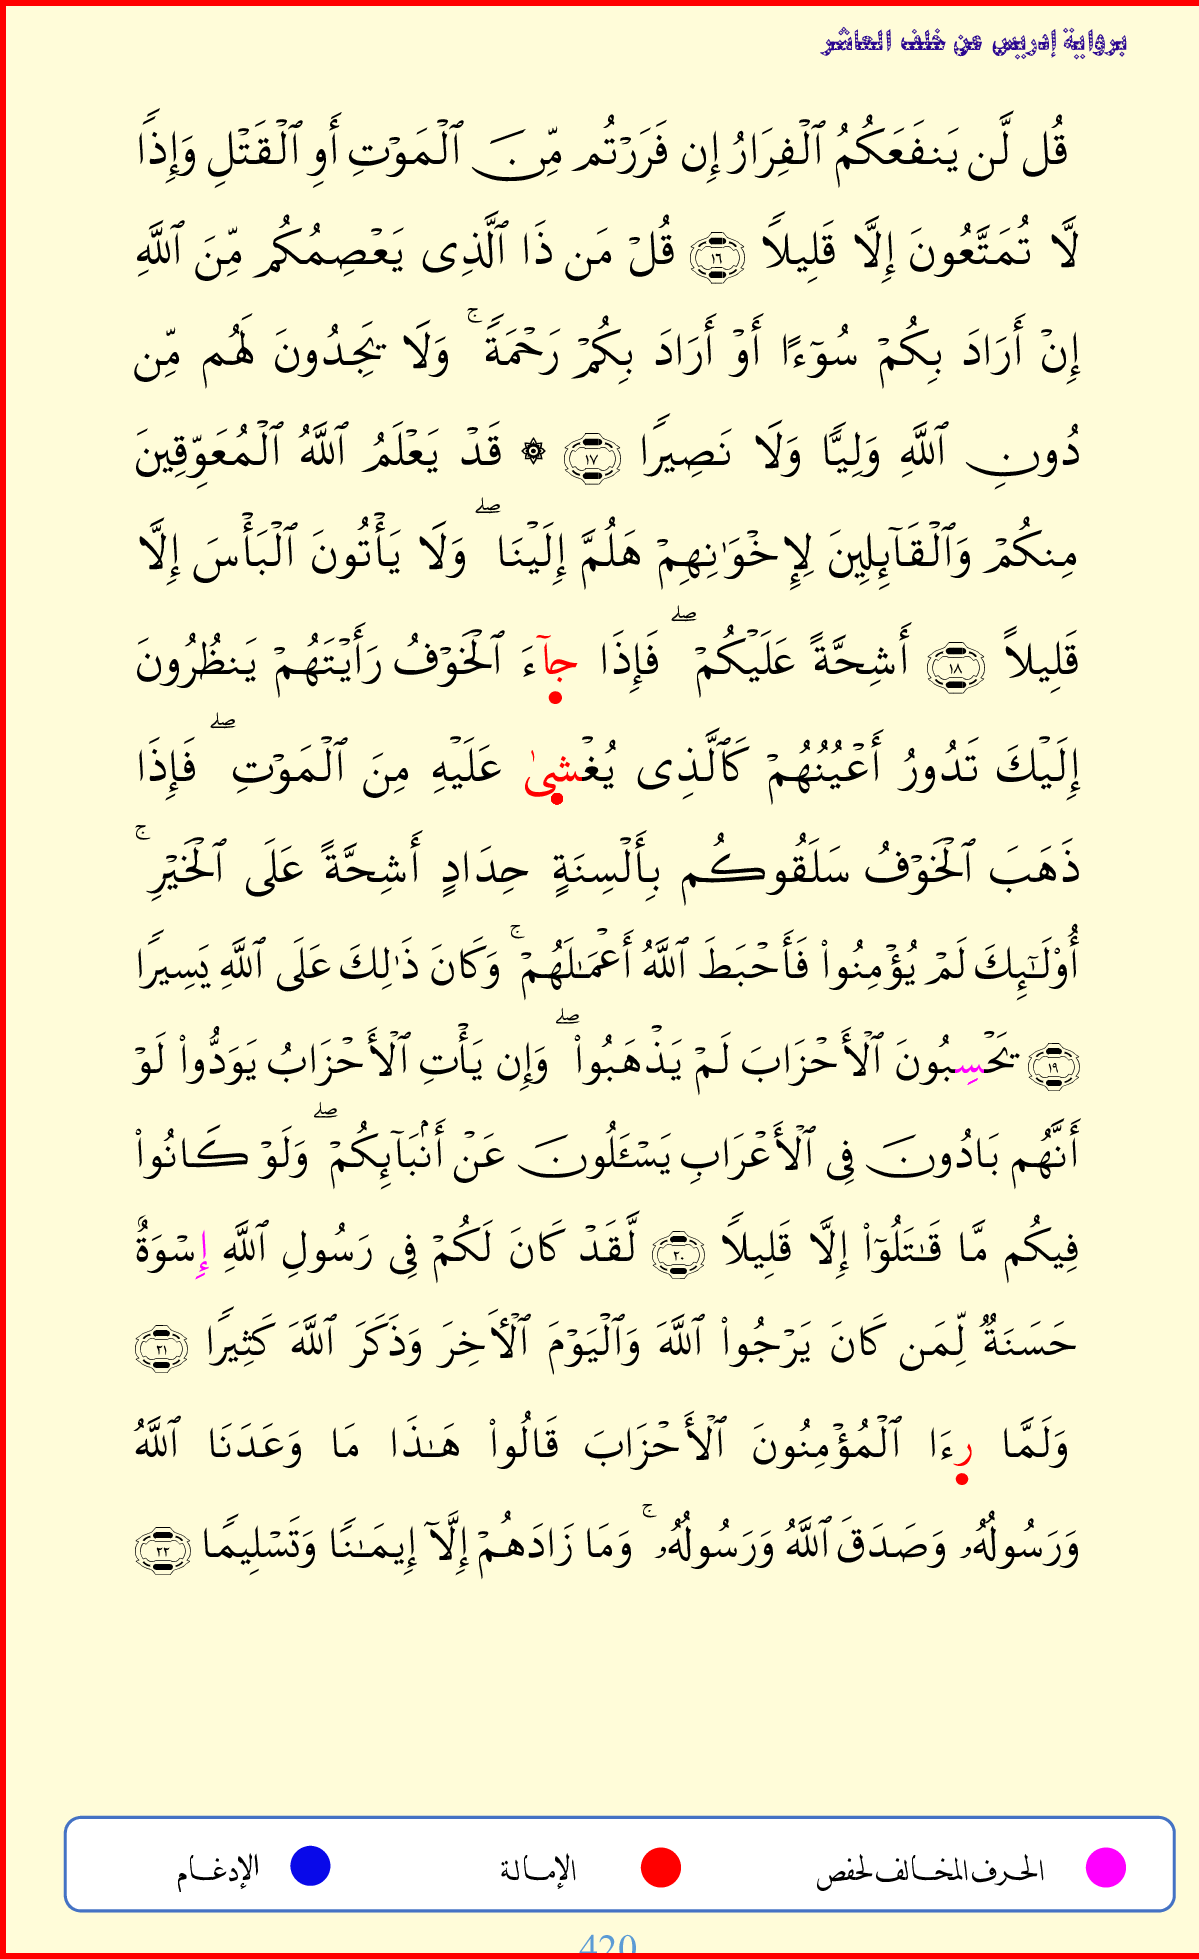 برواية إدريس عن خلف العاشر
قُل لَّن يَنفَعَكُمُ ٱلْفِرَارُ إِن فَرَرْتُم مِّنَ ٱلْمَوْتِ أَوِ ٱلْقَتْلِ وَإِذًا
لَّا تُمَتَّعُونَ إِلَّا قَلِيلًا ١٦ قُلْ مَن ذَا ٱلَّذِى يَعْصِمُكُم مِّنَ ٱللَّهِ
إِنْ أَرَادَ بِكُمْ سُوٓءًا أَوْ أَرَادَ بِكُمْ رَحْمَةًۚ وَلَا يَجِدُونَ لَهُم مِّن
دُونِ ٱللَّهِ وَلِيًّا وَلَا نَصِيرًا ١٧ ۞ قَدْ يَعْلَمُ ٱللَّهُ ٱلْمُعَوِّقِينَ
مِنكُمْ وَٱلْقَآئِلِينَ لِإِخْوَٰنِهِمْ هَلُمَّ إِلَيْنَاۖ وَلَا يَأْتُونَ ٱلْبَأْسَ إِلَّا
قَلِيلًا ١٨ أَشِحَّةً عَلَيْكُمْۖ فَإِذَا جآءَ ٱلْخَوْفُ رَأَيْتَهُمْ يَنظُرُونَ
إِلَيْكَ تَدُورُ أَعْيُنُهُمْ كَٱلَّذِى يُغْشىٰ عَلَيْهِ مِنَ ٱلْمَوْتِۖ فَإِذَا
ذَهَبَ ٱلْخَوْفُ سَلَقُوكُم بِأَلْسِنَةٍ حِدَادٍ أَشِحَّةً عَلَى ٱلْخَيْرِۚ
أُوْلَـٰٓئِكَ لَمْ يُؤْمِنُوا۟ فَأَحْبَطَ ٱللَّهُ أَعْمَـٰلَهُمْۚ وَكَانَ ذَٰلِكَ عَلَى ٱللَّهِ يَسِيرًا
١٩ يَحْسِبُونَ ٱلْأَحْزَابَ لَمْ يَذْهَبُوا۟ۖ وَإِن يَأْتِ ٱلْأَحْزَابُ يَوَدُّوا۟ لَوْ
أَنَّهُم بَادُونَ فِى ٱلْأَعْرَابِ يَسْـَٔلُونَ عَنْ أَنۢبَآئِكُمْۖ وَلَوْ كَانُوا۟
فِيكُم مَّا قَـٰتَلُوٓا۟ إِلَّا قَلِيلًا ٢٠ لَّقَدْ كَانَ لَكُمْ فِى رَسُولِ ٱللَّهِ إِسْوَةٌ
حَسَنَةٌ لِّمَن كَانَ يَرْجُوا۟ ٱللَّهَ وَٱلْيَوْمَ ٱلْـَٔاخِرَ وَذَكَرَ ٱللَّهَ كَثِيرًا ٢١
وَلَمَّا رِءَا ٱلْمُؤْمِنُونَ ٱلْأَحْزَابَ قَالُوا۟ هَـٰذَا مَا وَعَدَنَا ٱللَّهُ
وَرَسُولُهُۥ وَصَدَقَ ٱللَّهُ وَرَسُولُهُۥۚ وَمَا زَادَهُمْ إِلَّآ إِيمَـٰنًا وَتَسْلِيمًا ٢٢
الحرف المخالف لحفص الإمالة الإدغام
420